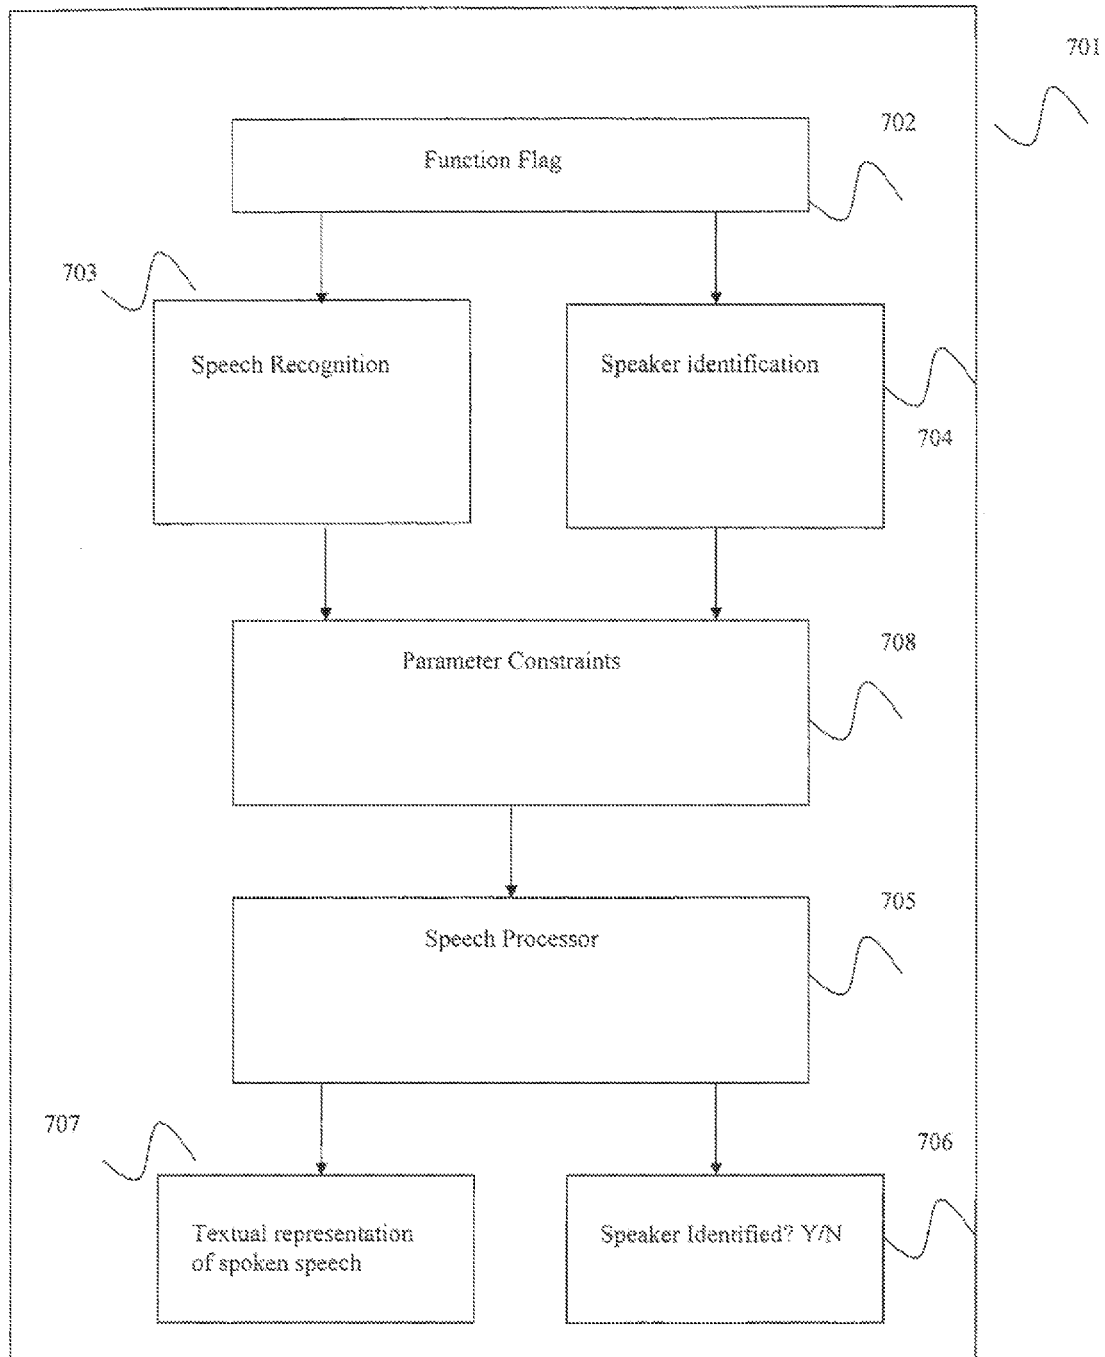 701
702
Function Flag
703
Speech Recognition
Speaker identification
704
708
Parameter Constraints
705
Speech Processor
707
706
Textual representation
of spoken speech
Speaker Identified? Y/N